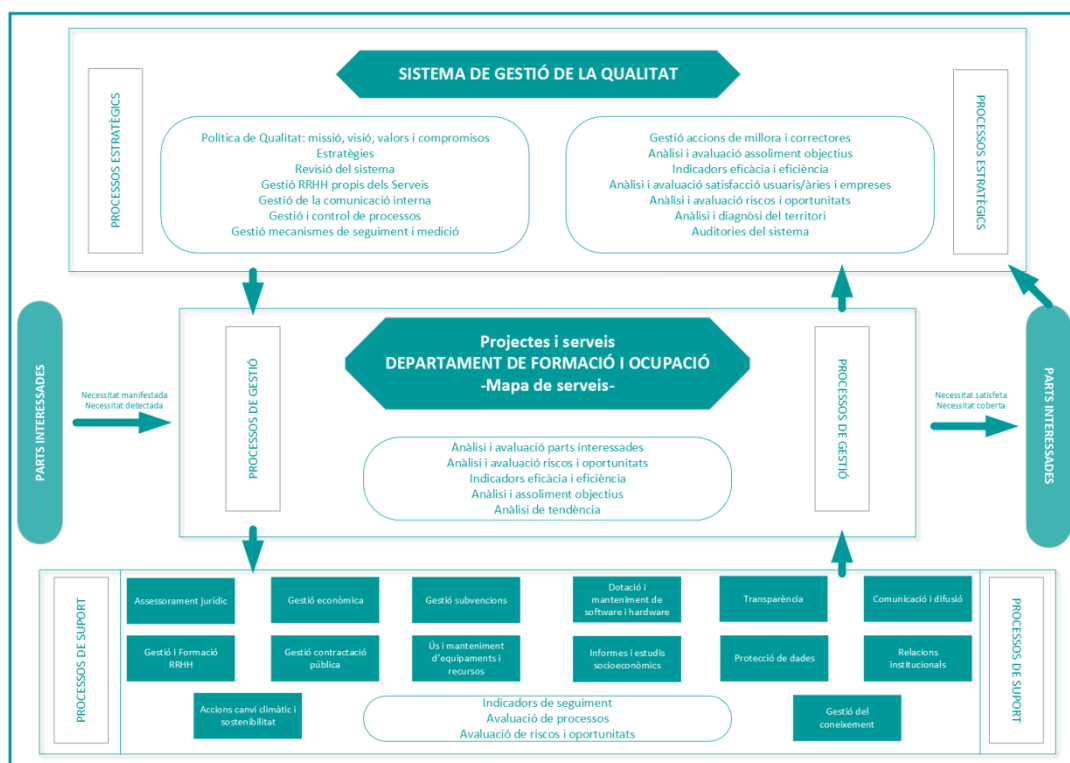 SISTEMA DE GESTIÓ DE LA QUALITAT
PROCESSOS ESTRATÈGICS
Política de Qualitat: missió, visió, valors i compromisos
Estratègies
Revisió del sistema
Gestió RRHH propis dels Serveis
Gestió de la comunicació interna
Gestió i control de processos
Gestió mecanismes de seguiment i medició
Gestió accions de millora i correctores
Anàlisi i avaluació assoliment objectius
Indicadors eficàcia i eficiència
Anàlisi i avaluació satisfacció usuaris/àries i empreses
Anàlisi i avaluació riscos i oportunitats
Anàlisi i diagnòsi del territori
Auditories del sistema
PROCESSOS ESTRATÈGICS
PARTS INTERESSADES
Necessitat manifestada
Necessitat detectada
PROCESSOS DE GESTIÓ
Projectes i serveis
DEPARTAMENT DE FORMACIÓ I OCUPACIÓ
-Mapa de serveis-
Anàlisi i avaluació parts interessades
Anàlisi i avaluació riscos i oportunitats
Indicadors eficàcia i eficiència
Anàlisi i assoliment objectius
Anàlisi de tendència
PROCESSOS DE GESTIÓ
Necessitat satisfeta
Necessitat coberta
PARTS INTERESSADES
PROCESSOS DE SUPORT
Assessorament jurídic
Gestió econòmica
Gestió subvencions
Dotació i
manteniment de
software i hardware
Transparència
Comunicació i difusió
Gestió I Formació
RRHH
Gestió contractació
pública
Ús i manteniment
d'equipaments i
recursos
Informes i estudis
socioeconòmics
Protecció de dades
Relacions
institucionals
Accions canvi climàtic i
sostenibilitat
Indicadors de seguiment
Avaluació de processos
Avaluació de riscos i oportunitats
Gestió del
coneixement
PROCESSOS DE SUPORT